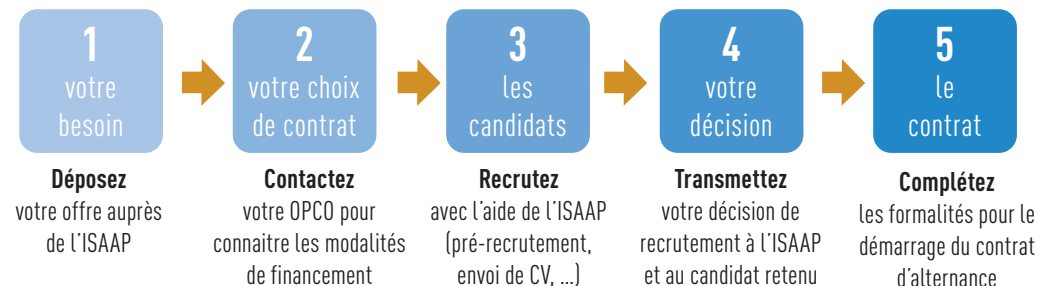 1
votre
besoin
2
votre choix
de contrat
3
les
candidats
4
votre
décision
5
le
contrat
Déposez
votre offre auprès
de l'ISAAP
Contactez
votre OPCO pour
connaitre les modalités
de financement
Recrutez
avec l'aide de l'ISAAP
(pré-recrutement,
envoi de CV, ...)
Transmettez
votre décision de
recrutement à l'ISAAP
et au candidat retenu
Complétez
les formalités pour le
démarrage du contrat
d'alternance